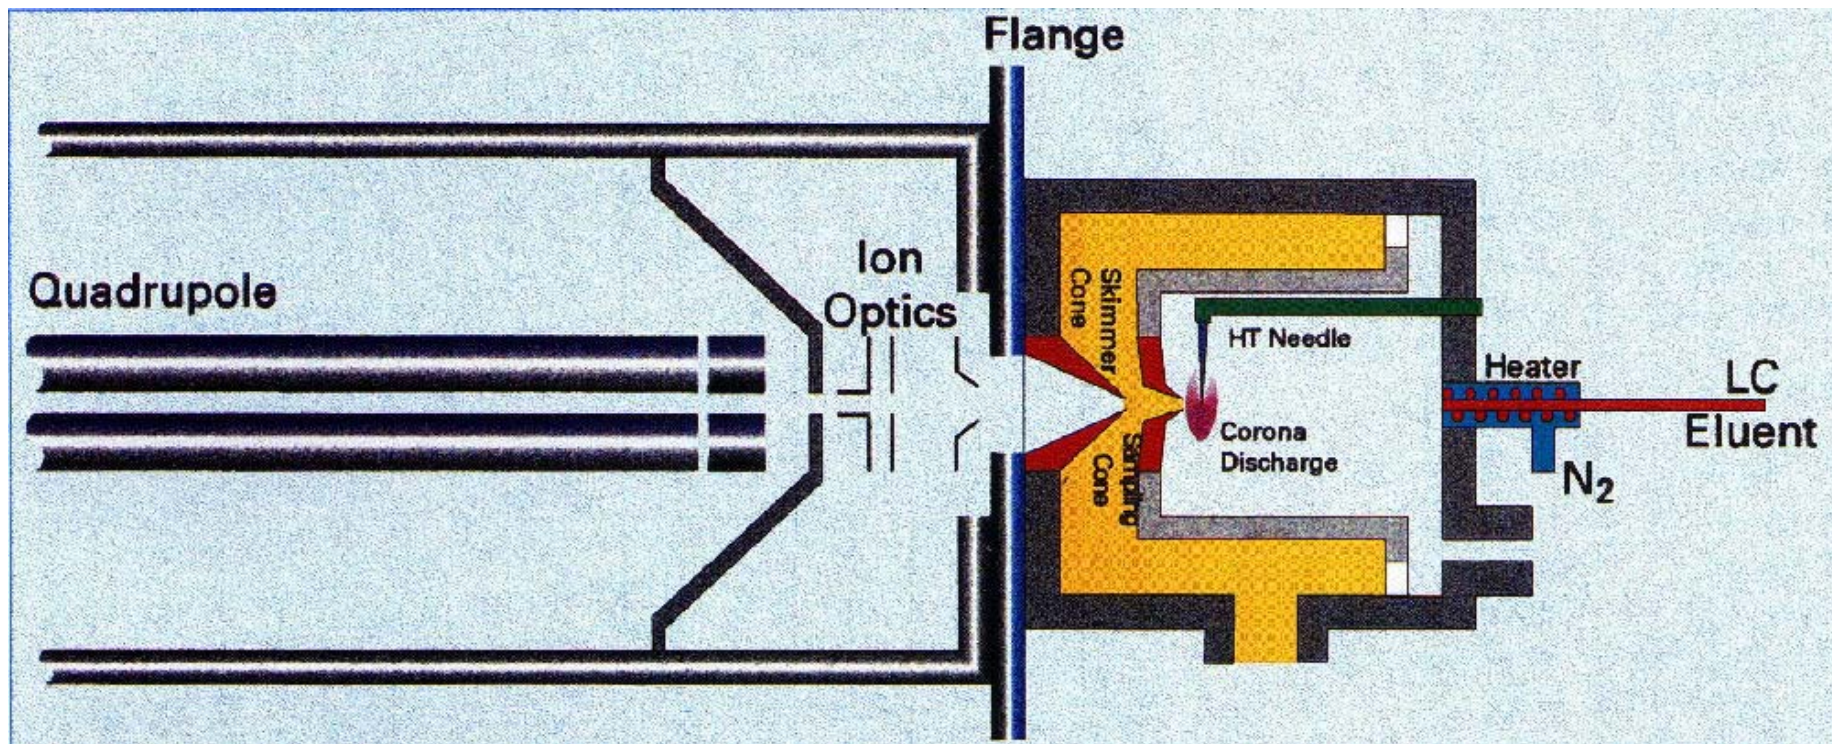 Flange
Quadrupole
Ion
Optics
Skimmer
Cone
Sampling
Cone
HT Needle
Corona
Discharge
Heater
LC
Eluent
N₂